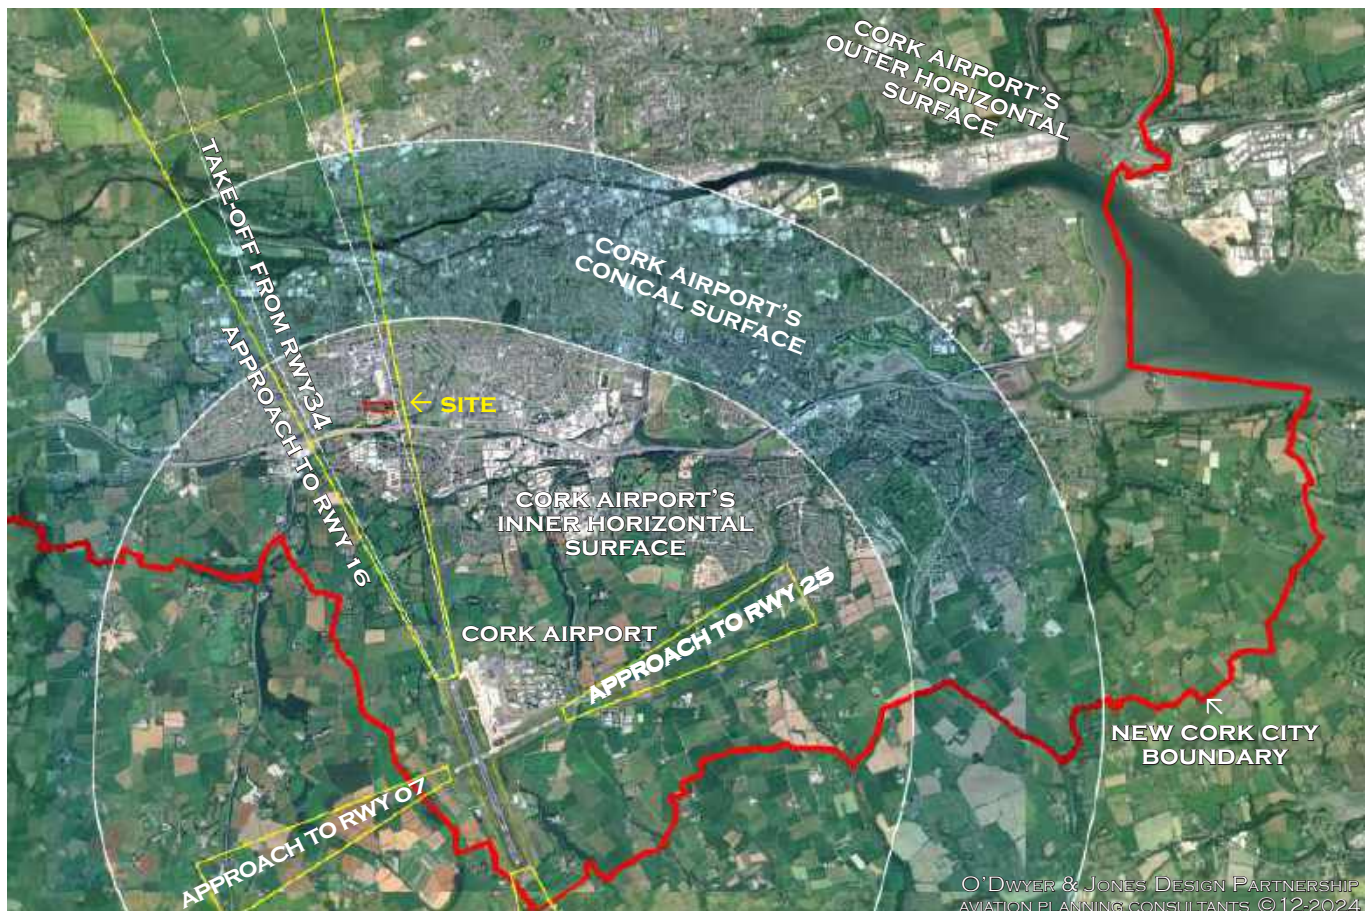 CORK AIRPORT'S
OUTER HORIZONTAL
SURFACE
TAKE-OFF FROM RWY34
APPROACH TO RWY 16
CORK AIRPORT'S
CONICAL SURFACE
← SITE
CORK AIRPORT'S
INNER HORIZONTAL
SURFACE
CORK AIRPORT
APPROACH TO RWY 25
APPROACH TO RWY 07
NEW CORK CITY
BOUNDARY
O'DWYER & JONES DESIGN PARTNERSHIP
AVIATION PLANNING CONSULTANTS © 12-2024